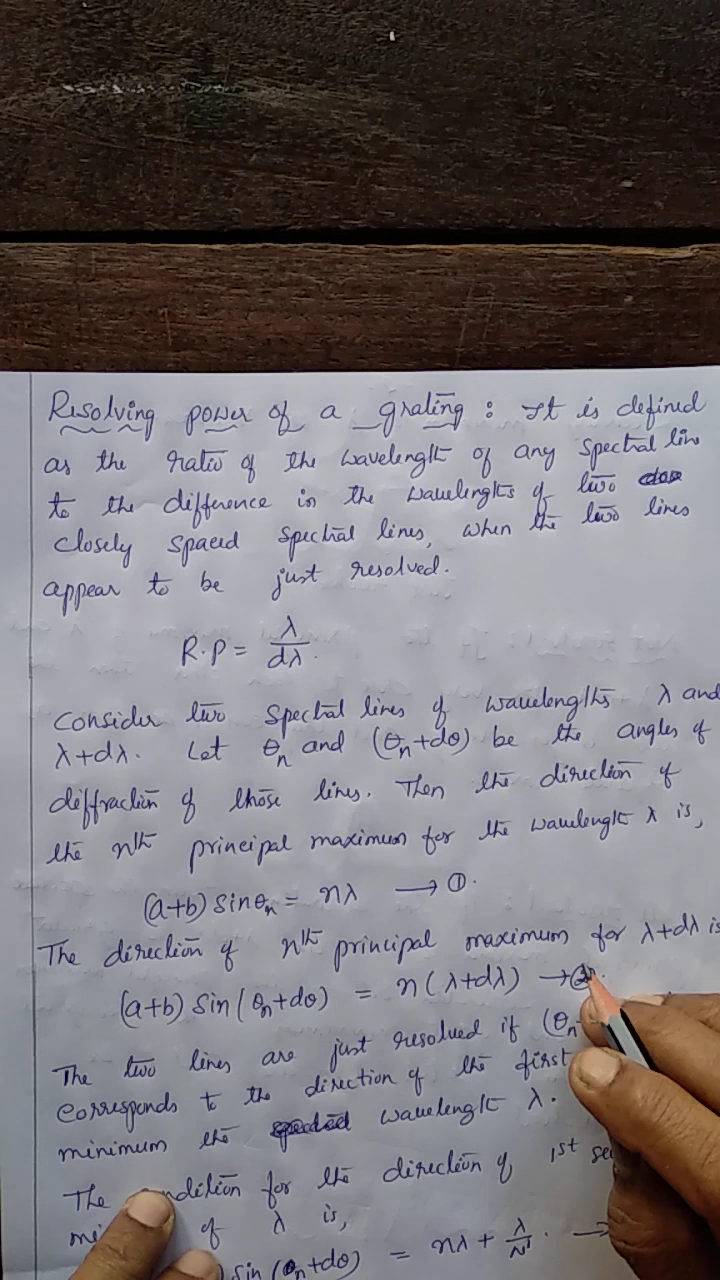 Resolving power of a grating : It is defined
as the ratio of the wavelength of any spectral line
to the difference in the wavelengths of two
closely spaced spectral lines, when the two lines
appear to be just resolved.
R.P = λ/dλ.
Consider two spectral lines of wavelengths λ and
λ+dλ. Let θn and (θn+dθ) be the angles of
diffraction of those lines. Then the direction of
the nth principal maximum for the wavelength λ is,
(a+b) sinθn = nλ → ①.
The direction of nth principal maximum for λ+dλ is
(a+b) sin(θn+dθ) = n(λ+dλ) → ②.
The two lines are just resolved if (θn
corresponds to the direction of the first
minimum the wavelength λ.
The condition for the direction of 1st
of λ is,
sin(θn+dθ) = nλ + λ/N. →